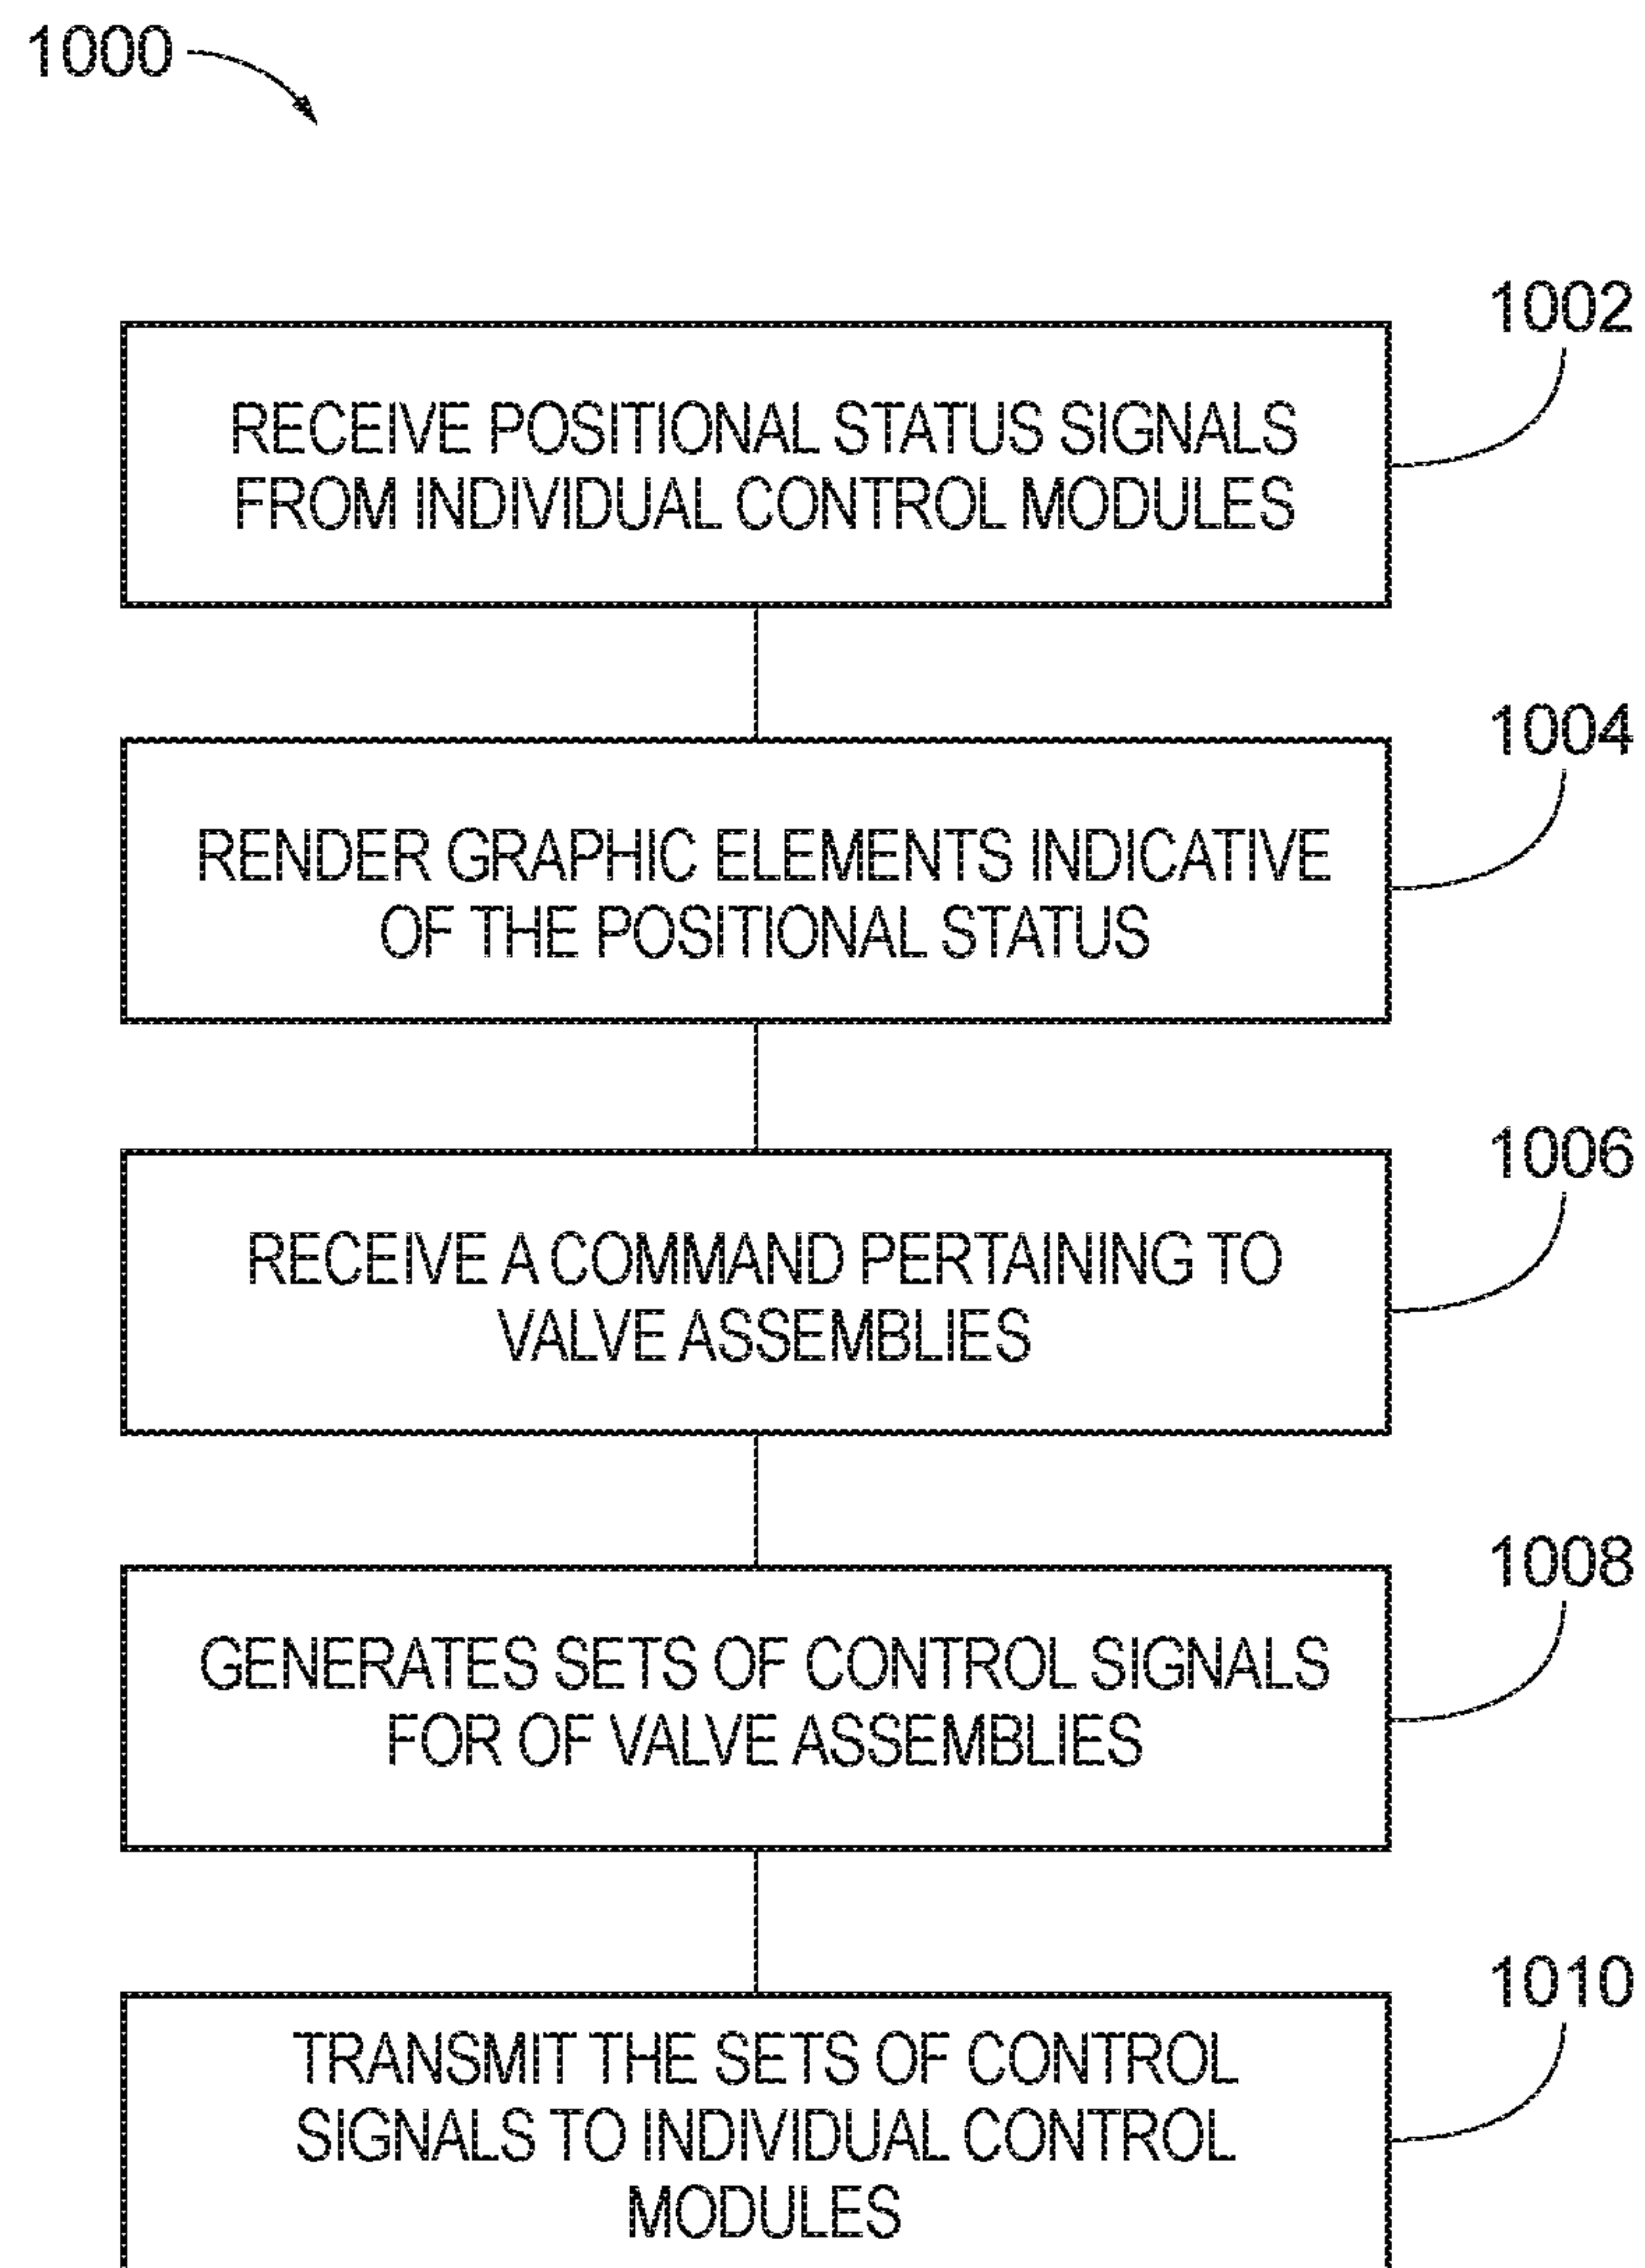 1000
1002
RECEIVE POSITIONAL STATUS SIGNALS
FROM INDIVIDUAL CONTROL MODULES
1004
RENDER GRAPHIC ELEMENTS INDICATIVE
OF THE POSITIONAL STATUS
1006
RECEIVE A COMMAND PERTAINING TO
VALVE ASSEMBLIES
1008
GENERATES SETS OF CONTROL SIGNALS
FOR OF VALVE ASSEMBLIES
1010
TRANSMIT THE SETS OF CONTROL
SIGNALS TO INDIVIDUAL CONTROL
MODULES